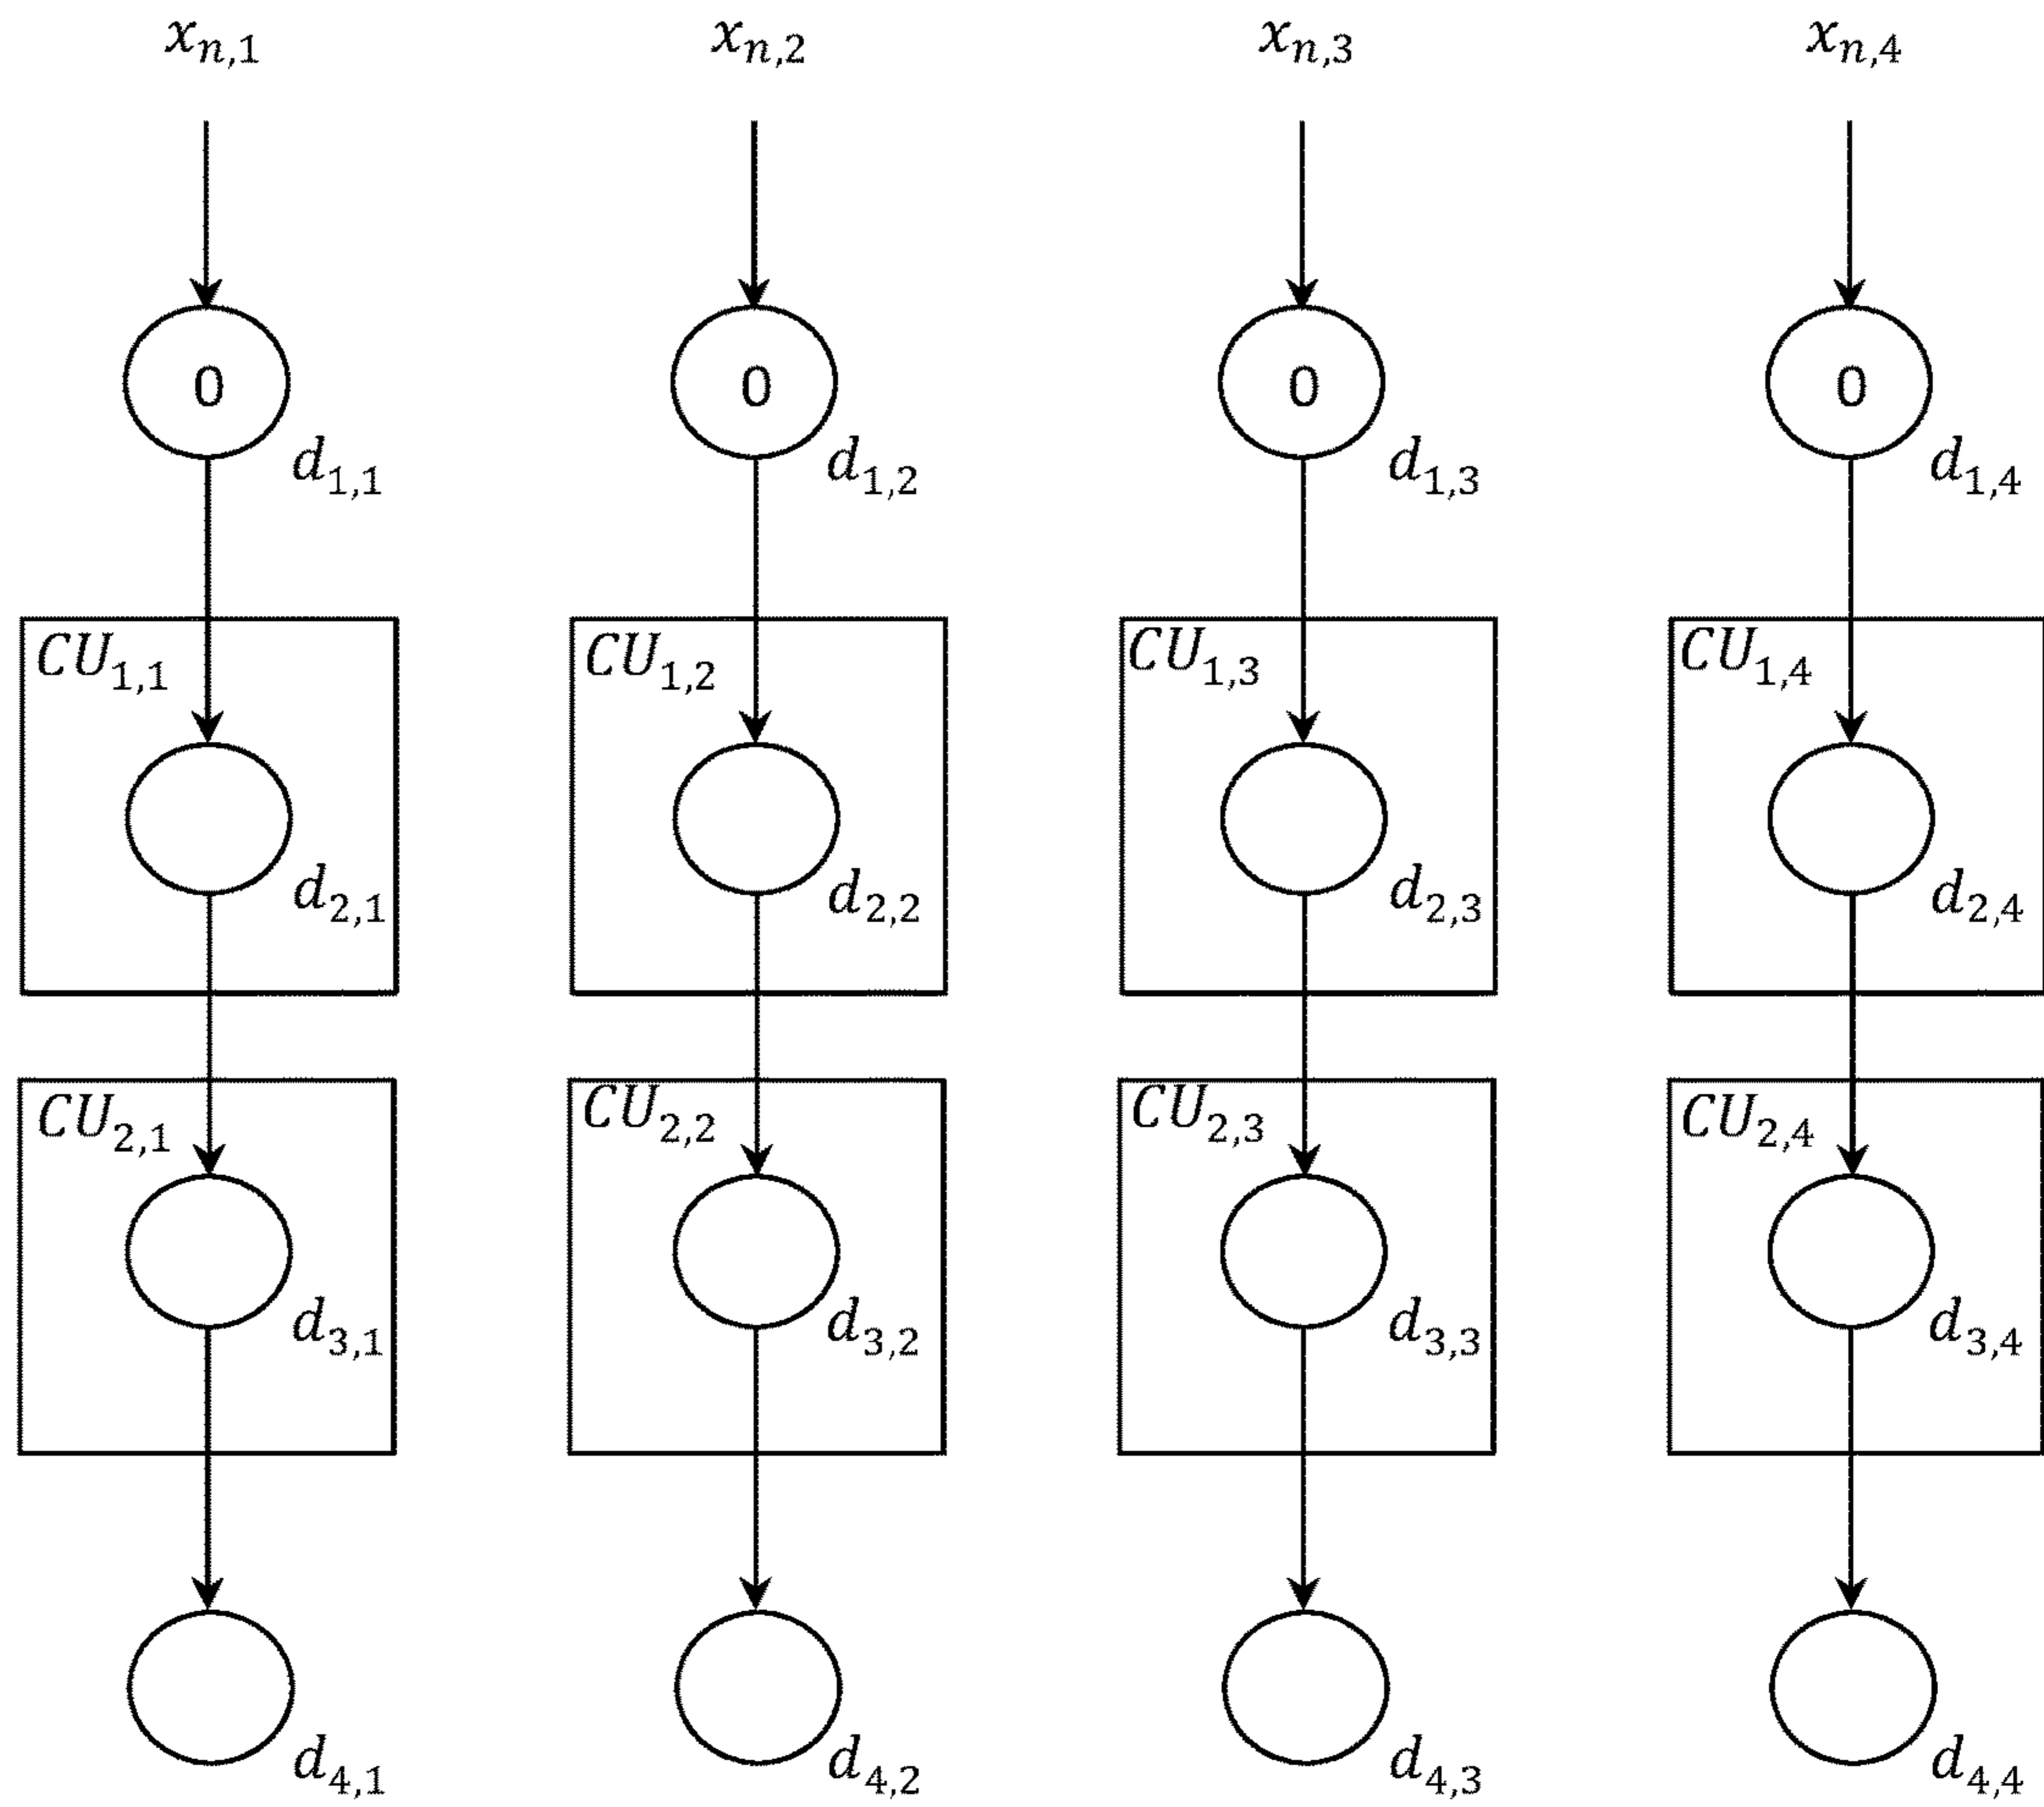 x_{n,1} x_{n,2} x_{n,3} x_{n,4}
0 0 0 0
d_{1,1} d_{1,2} d_{1,3} d_{1,4}
CU_{1,1} CU_{1,2} CU_{1,3} CU_{1,4}
d_{2,1} d_{2,2} d_{2,3} d_{2,4}
CU_{2,1} CU_{2,2} CU_{2,3} CU_{2,4}
d_{3,1} d_{3,2} d_{3,3} d_{3,4}
d_{4,1} d_{4,2} d_{4,3} d_{4,4}